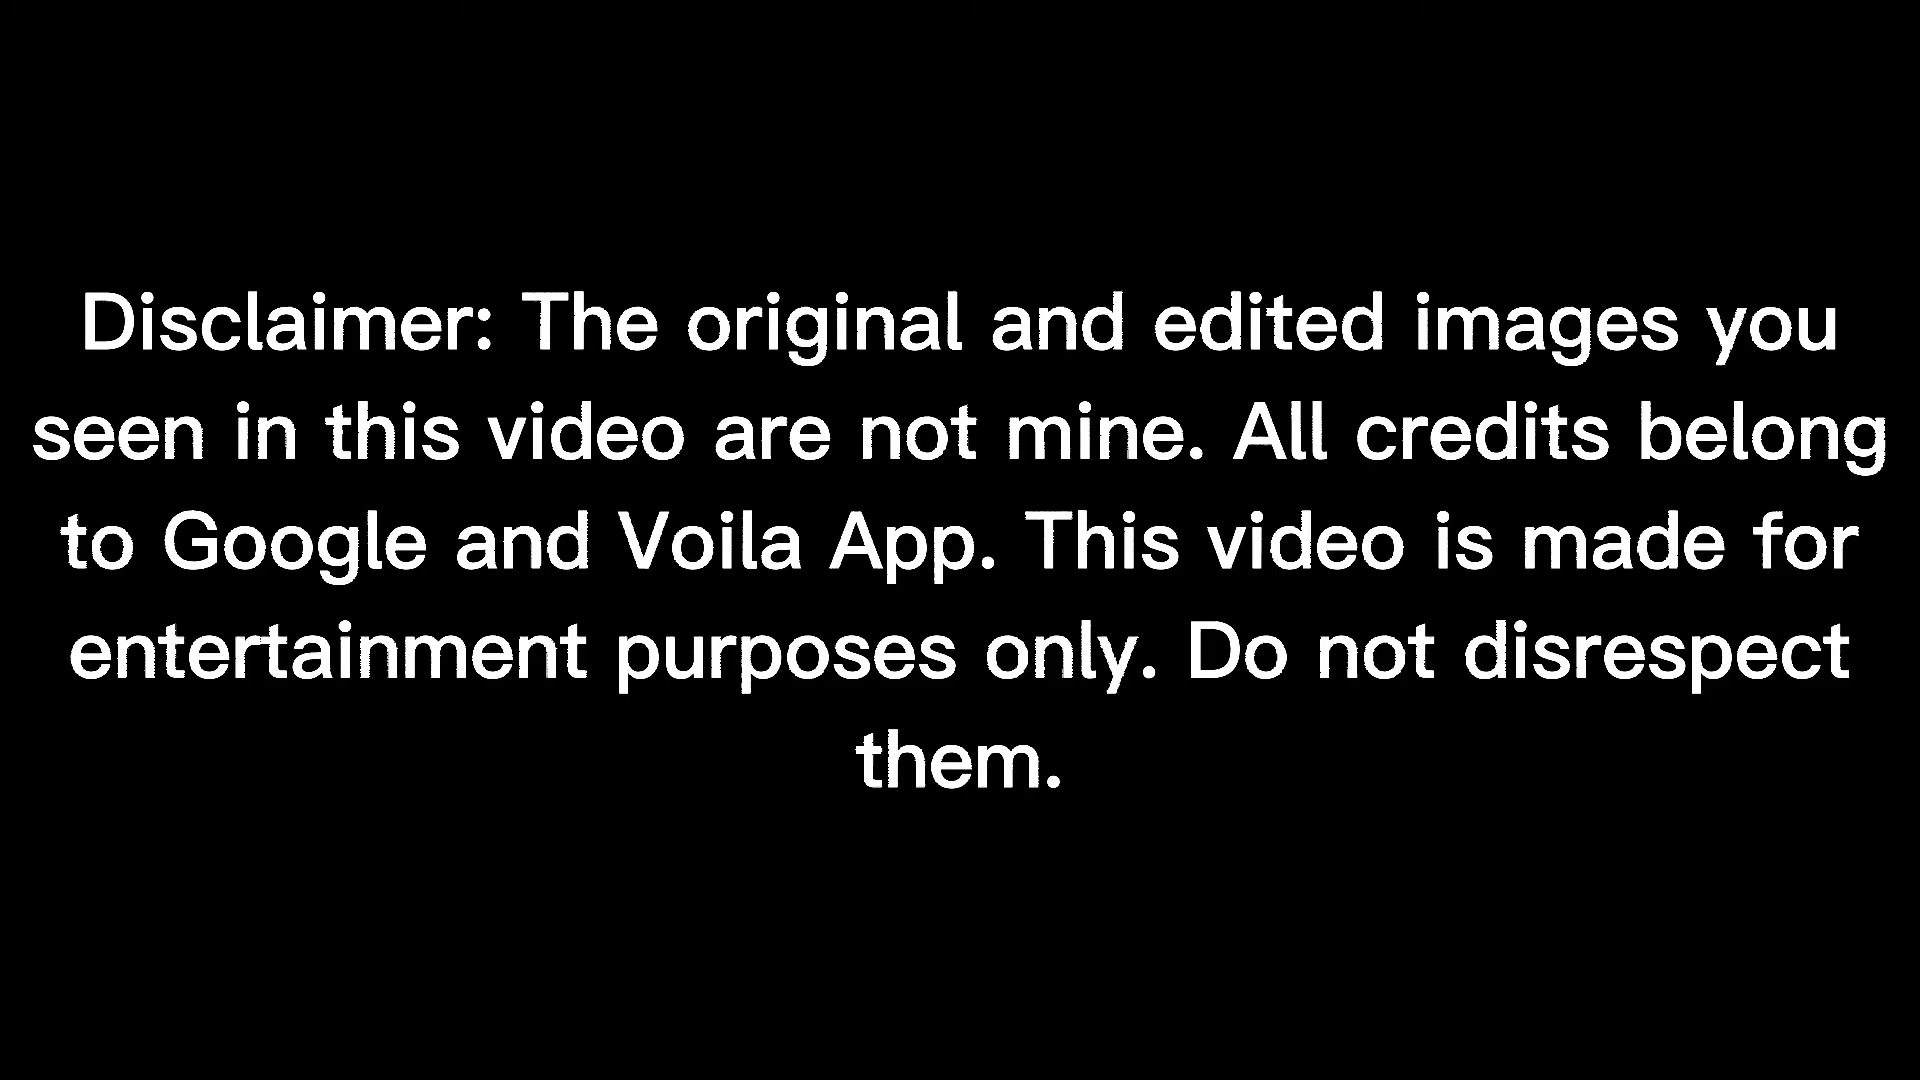 Disclaimer: The original and edited images you
seen in this video are not mine. All credits belong
to Google and Voila App. This video is made for
entertainment purposes only. Do not disrespect
them.